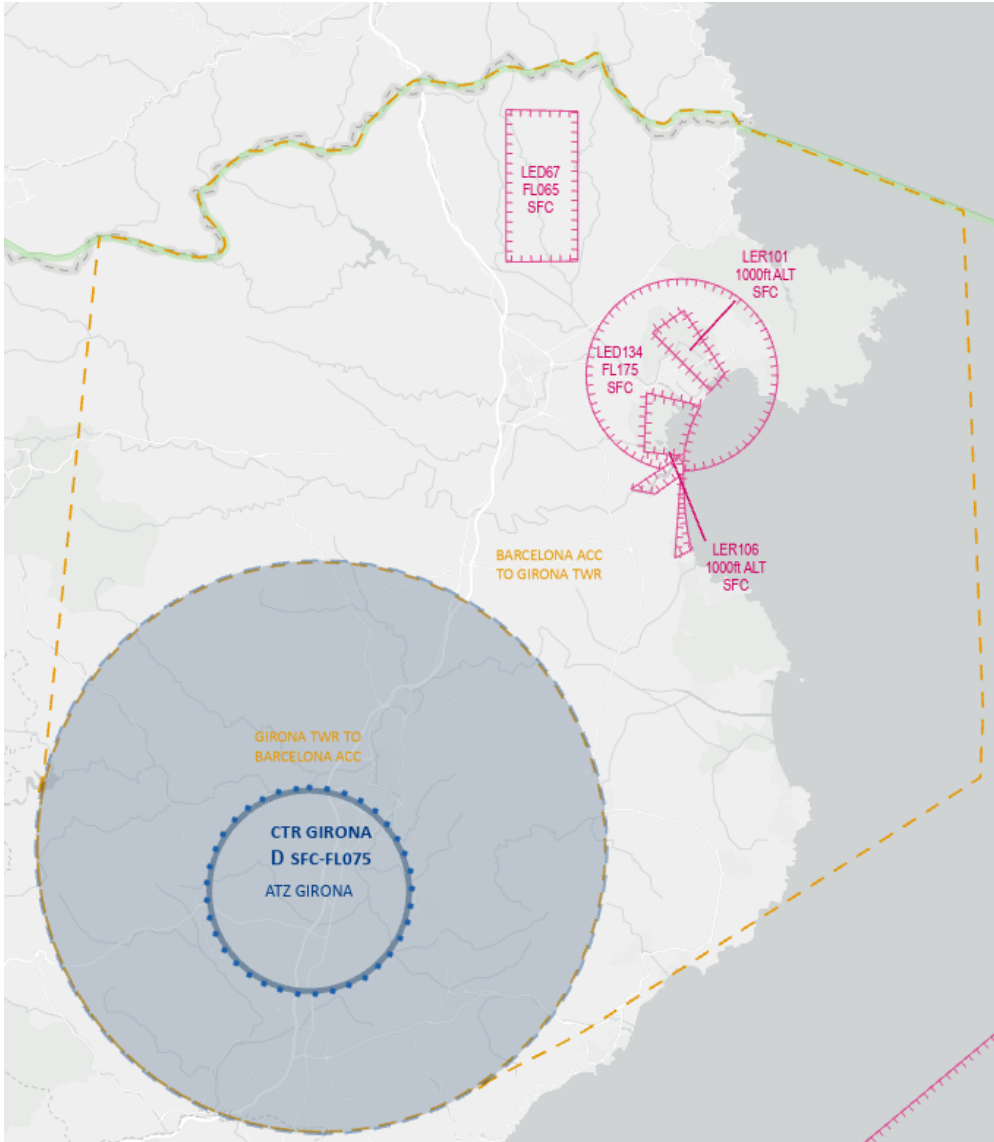 LED67
FL065
SFC
LER101
1000ft ALT
SFC
LED134
FL175
SFC
LER106
1000ft ALT
SFC
BARCELONA ACC
TO GIRONA TWR
GIRONA TWR TO
BARCELONA ACC
CTR GIRONA
D SFC-FL075
ATZ GIRONA